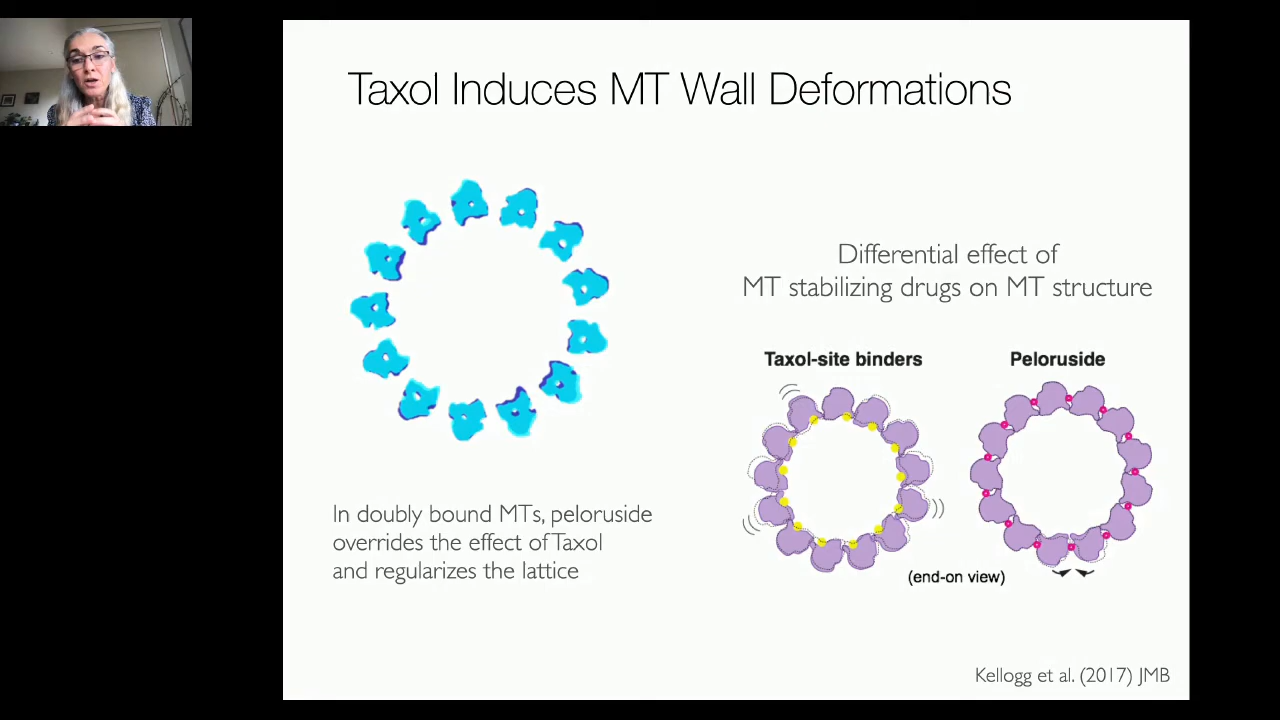 Taxol Induces MT Wall Deformations
Differential effect of
MT stabilizing drugs on MT structure
Taxol-site binders
Peloruside
In doubly bound MTs, peloruside
overrides the effect of Taxol
and regularizes the lattice
(end-on view)
Kellogg et al. (2017) JMB